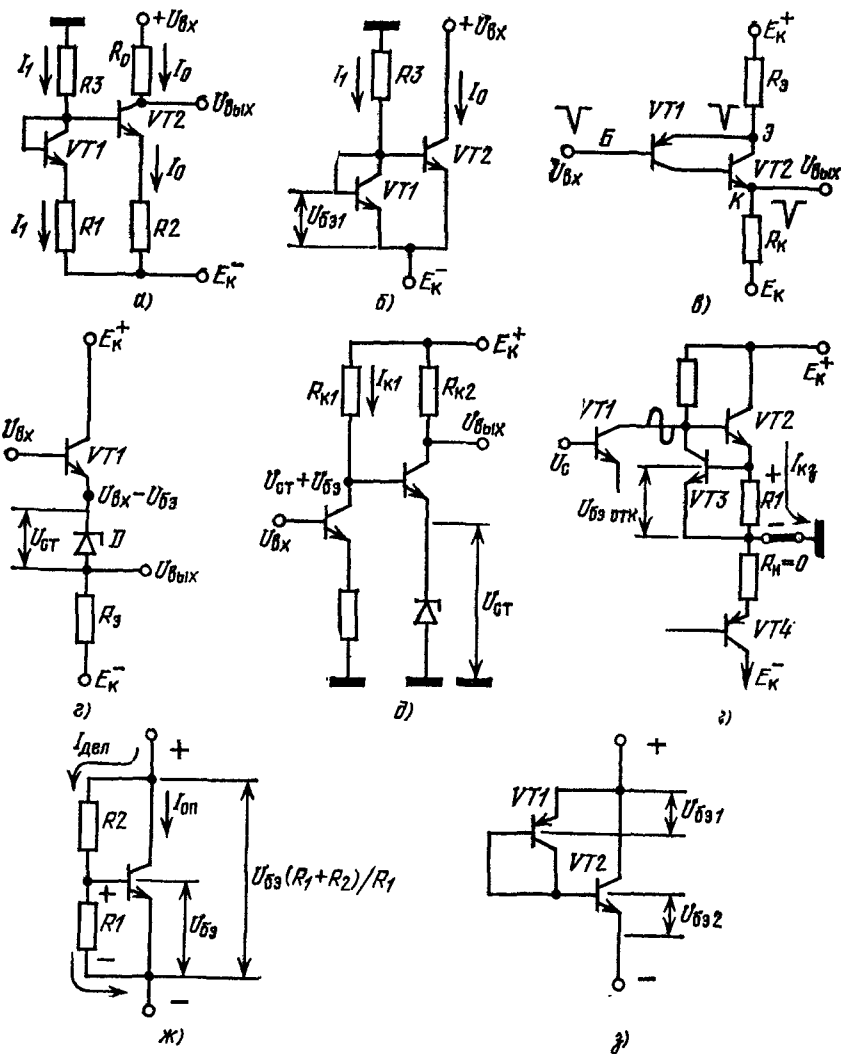 +Uвх
I1
R3
R0
I0
Uвых
VT1
VT2
I0
I1
R1
R2
Eк⁻
а)
+Uвх
I1
R3
I0
VT2
VT1
Uбэ1
Eк⁻
б)
Eк⁺
Rэ
VT1
Э
Б
Uвх
VT2
Uвых
К
Rк
Eк
в)
Eк⁺
Uвх
VT1
Uвх−Uбэ
Uст
D
Uвых
Rэ
Eк⁻
г)
Eк⁺
Rк1
Iк1
Rк2
Uвых
Uст+Uбэ
Uвх
Uст
д)
Eк⁺
VT1
VT2
Uс
Iкз
VT3
+
R1
Uбэ отк
−
Rн=0
VT4
Eк⁻
г)
Iдел
+
Iоп
R2
Uбэ(R1+R2)/R1
+
R1
Uбэ
−
−
ж)
+
VT1
Uбэ1
VT2
Uбэ2
−
з)